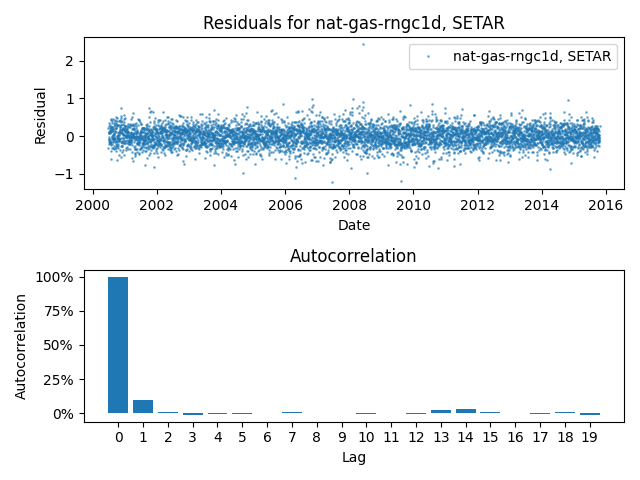 Residuals for nat-gas-rngc1d, SETAR
nat-gas-rngc1d, SETAR
Residual
2
1
0
−1
2000 2002 2004 2006 2008 2010 2012 2014 2016
Date
Autocorrelation
Autocorrelation
100%
75%
50%
25%
0%
0 1 2 3 4 5 6 7 8 9 10 11 12 13 14 15 16 17 18 19
Lag